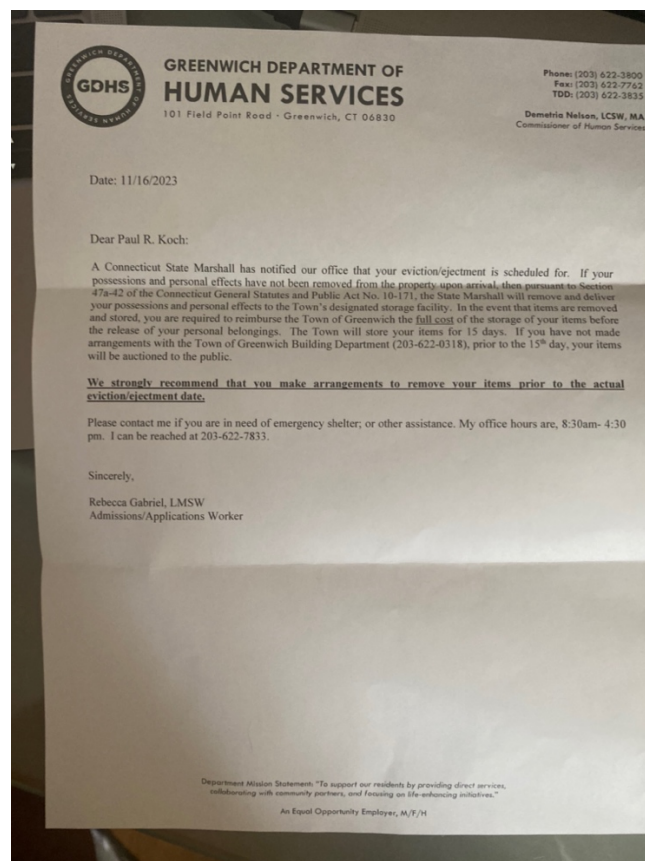 GREENWICH DEPARTMENT OF HUMAN SERVICES
GDHS
GREENWICH DEPARTMENT OF
HUMAN SERVICES
101 Field Point Road · Greenwich, CT 06830
Phone: (203) 622-3800
Fax: (203) 622-7762
TDD: (203) 622-3835
Demetria Nelson, LCSW, MA
Commissioner of Human Services
Date: 11/16/2023
Dear Paul R. Koch:
A Connecticut State Marshall has notified our office that your eviction/ejectment is scheduled for. If your
possessions and personal effects have not been removed from the property upon arrival, then pursuant to Section
47a-42 of the Connecticut General Statutes and Public Act No. 10-171, the State Marshall will remove and deliver
your possessions and personal effects to the Town's designated storage facility. In the event that items are removed
and stored, you are required to reimburse the Town of Greenwich the full cost of the storage of your items before
the release of your personal belongings. The Town will store your items for 15 days. If you have not made
arrangements with the Town of Greenwich Building Department (203-622-0318), prior to the 15th day, your items
will be auctioned to the public.
We strongly recommend that you make arrangements to remove your items prior to the actual
eviction/ejectment date.
Please contact me if you are in need of emergency shelter; or other assistance. My office hours are, 8:30am- 4:30
pm. I can be reached at 203-622-7833.
Sincerely,
Rebecca Gabriel, LMSW
Admissions/Applications Worker
Department Mission Statement: "To support our residents by providing direct services,
collaborating with community partners, and focusing on life-enhancing initiatives."
An Equal Opportunity Employer, M/F/H